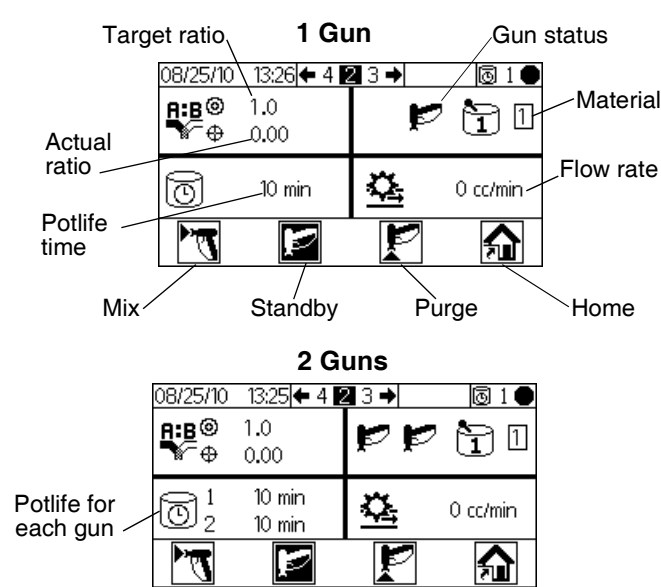 1 Gun
Target ratio
Gun status
08/25/10 13:26 4 2 3 1
A:B 1.0
0.00
1 1
Material
Actual
ratio
10 min
0 cc/min
Flow rate
Potlife
time
Mix
Standby
Purge
Home
2 Guns
08/25/10 13:25 4 2 3 1
A:B 1.0
0.00
1 1
Potlife for
each gun
1 10 min
2 10 min
0 cc/min